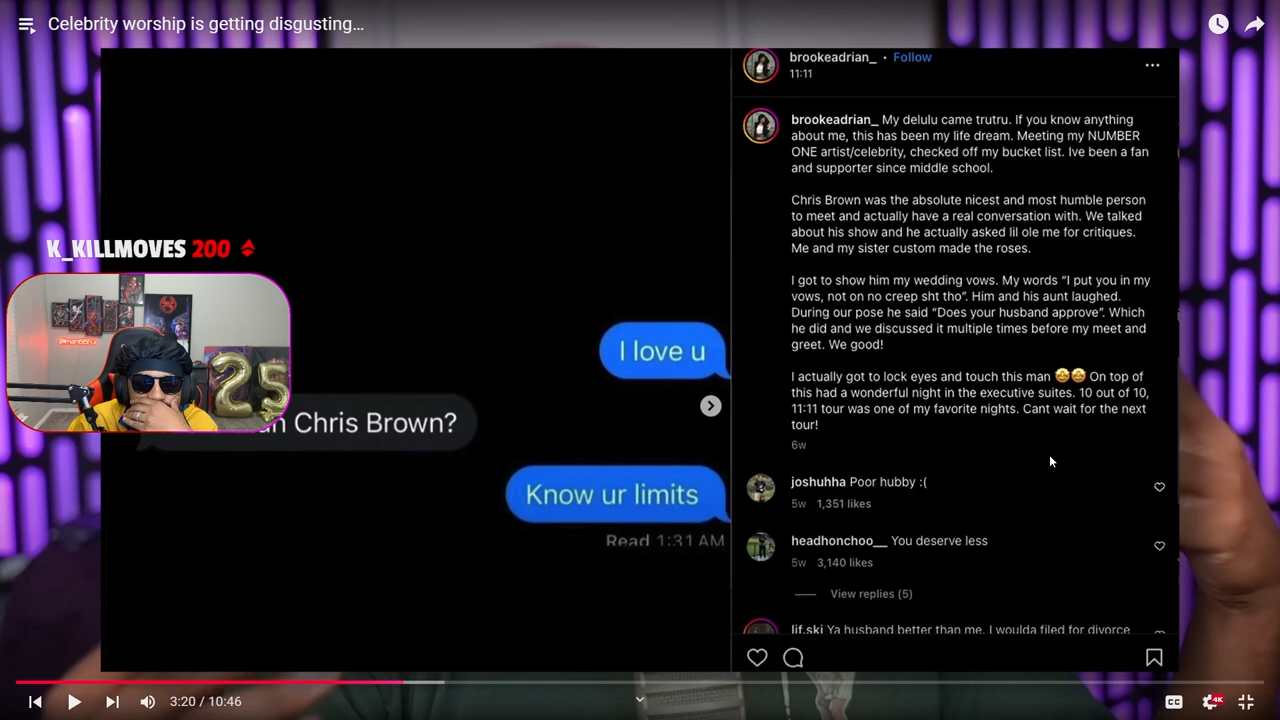 Celebrity worship is getting disgusting...
brookeadrian_ • Follow
11:11
brookeadrian_ My delulu came trutru. If you know anything
about me, this has been my life dream. Meeting my NUMBER
ONE artist/celebrity, checked off my bucket list. Ive been a fan
and supporter since middle school.
Chris Brown was the absolute nicest and most humble person
to meet and actually have a real conversation with. We talked
about his show and he actually asked lil ole me for critiques.
Me and my sister custom made the roses.
I got to show him my wedding vows. My words “I put you in my
vows, not on no creep sht tho”. Him and his aunt laughed.
During our pose he said “Does your husband approve”. Which
he did and we discussed it multiple times before my meet and
greet. We good!
I actually got to lock eyes and touch this man 🤩🤩 On top of
this had a wonderful night in the executive suites. 10 out of 10,
11:11 tour was one of my favorite nights. Cant wait for the next
tour!
6w
joshuhha Poor hubby :(
5w 1,351 likes
headhonchoo__ You deserve less
5w 3,140 likes
View replies (5)
lif.ski Ya husband better than me. I woulda filed for divorce
K_KILLMOVES 200
25
I love u
Chris Brown?
Know ur limits
Read 1:31 AM
3:20 / 10:46
CC
4K